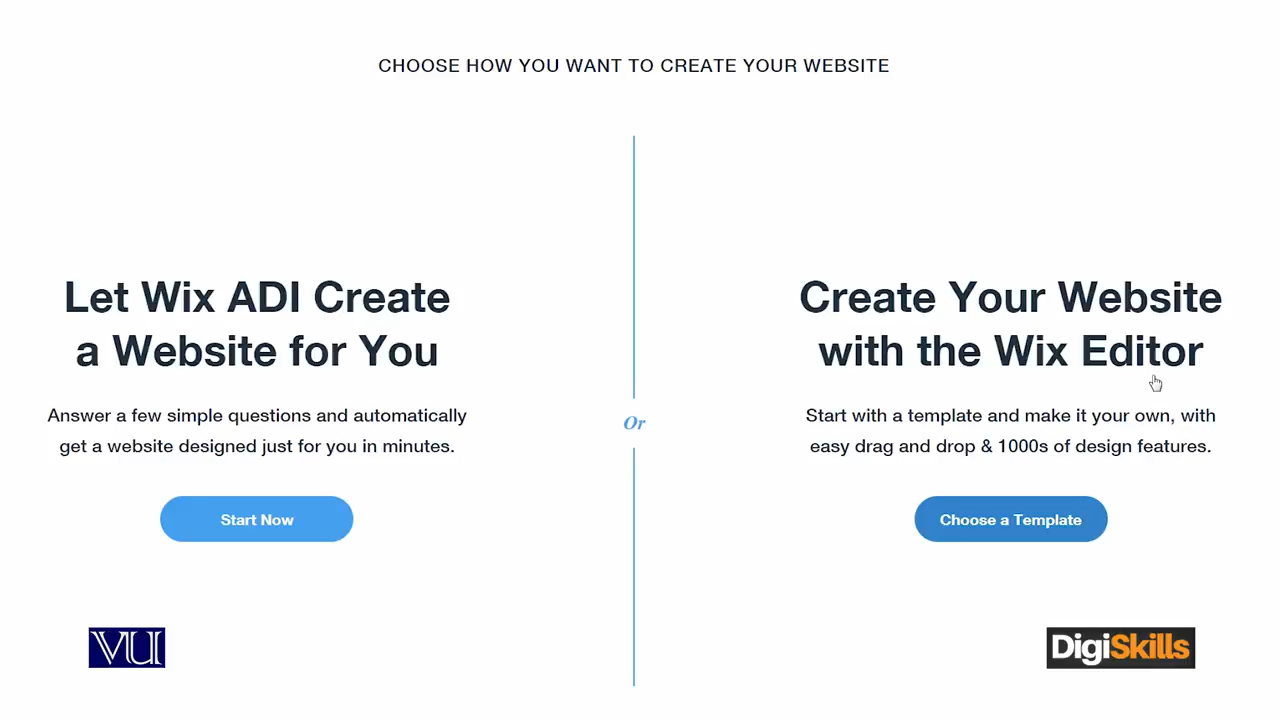 CHOOSE HOW YOU WANT TO CREATE YOUR WEBSITE
Let Wix ADI Create
a Website for You
Answer a few simple questions and automatically
get a website designed just for you in minutes.
Start Now
Or
Create Your Website
with the Wix Editor
Start with a template and make it your own, with
easy drag and drop & 1000s of design features.
Choose a Template
VU
DigiSkills